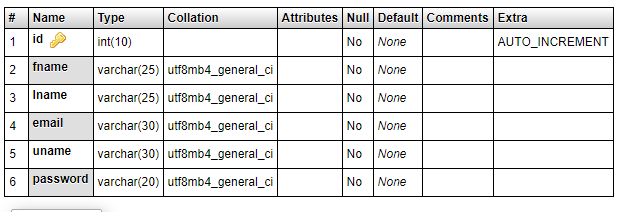 # Name Type Collation Attributes Null Default Comments Extra
1 id int(10) No None AUTO_INCREMENT
2 fname varchar(25) utf8mb4_general_ci No None
3 lname varchar(25) utf8mb4_general_ci No None
4 email varchar(30) utf8mb4_general_ci No None
5 uname varchar(30) utf8mb4_general_ci No None
6 password varchar(20) utf8mb4_general_ci No None